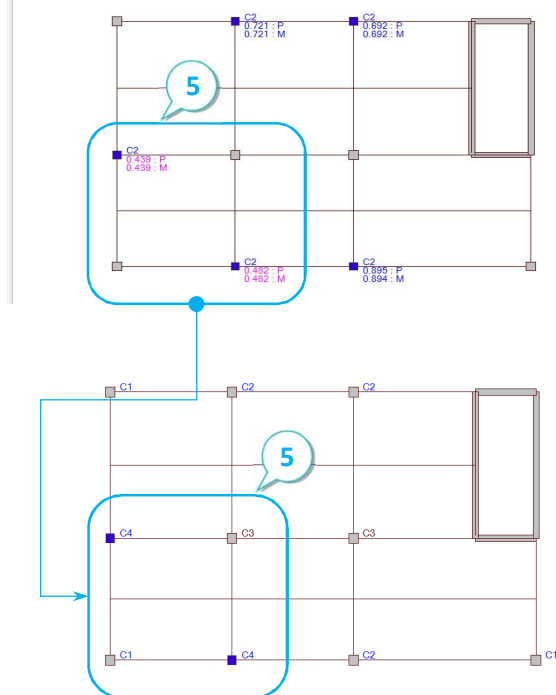 C2
0.721 : P
0.721 : M
C2
0.692 : P
0.692 : M
5
C2
0.439 : P
0.439 : M
C2
0.482 : P
0.482 : M
C2
0.895 : P
0.894 : M
C1
C2
C2
5
C4
C3
C3
C1
C4
C2
C1